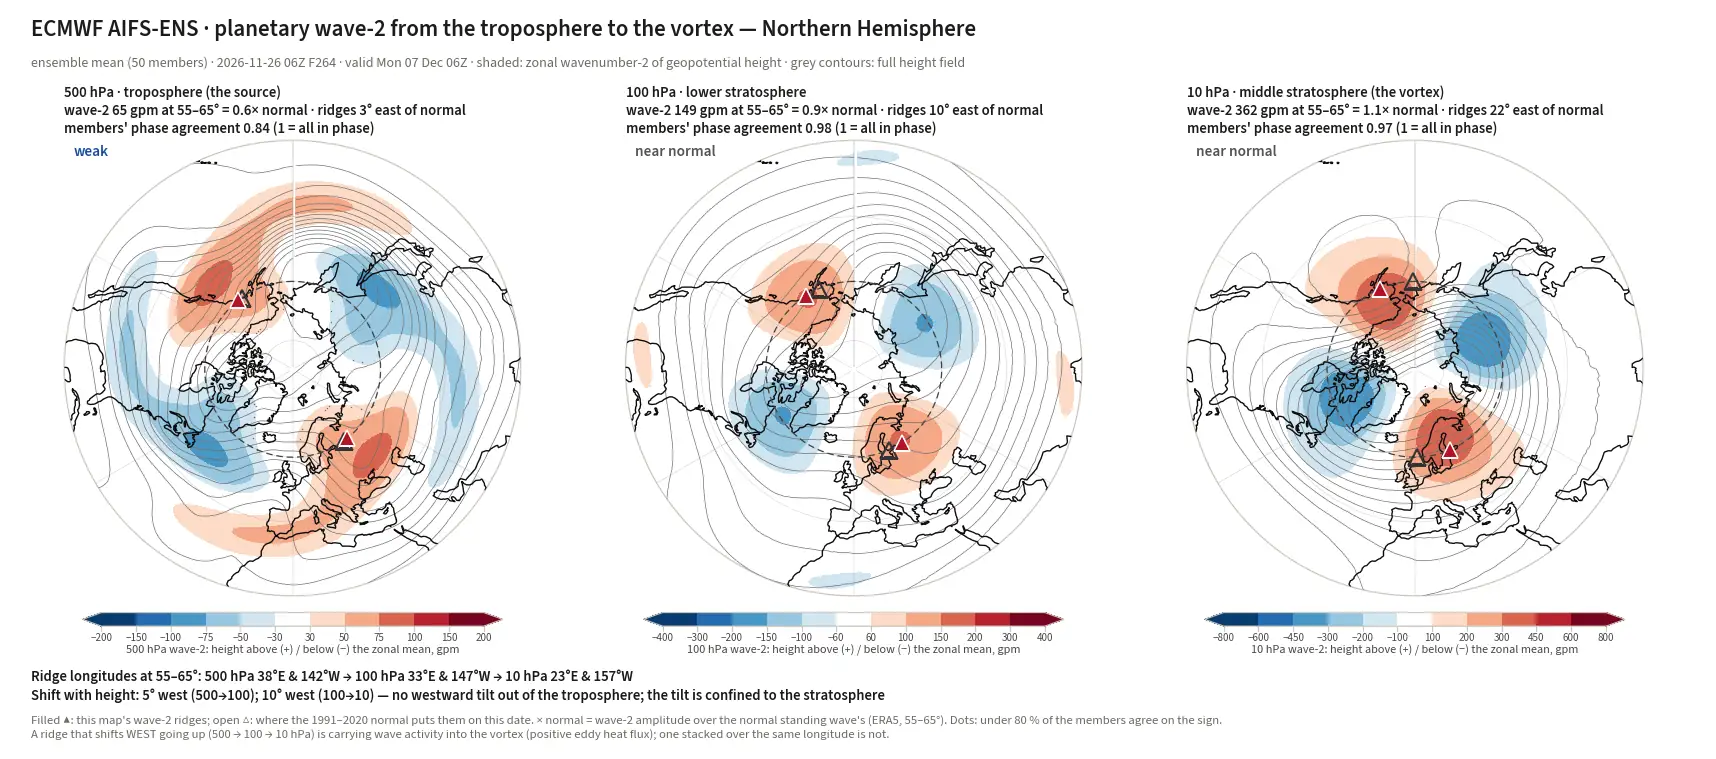 ECMWF AIFS-ENS · planetary wave-2 from the troposphere to the vortex — Northern Hemisphere
ensemble mean (50 members) · 2026-11-26 06Z F264 · valid Mon 07 Dec 06Z · shaded: zonal wavenumber-2 of geopotential height · grey contours: full height field
500 hPa · troposphere (the source)
wave-2 65 gpm at 55–65° = 0.6× normal · ridges 3° east of normal
members' phase agreement 0.84 (1 = all in phase)
weak
100 hPa · lower stratosphere
wave-2 149 gpm at 55–65° = 0.9× normal · ridges 10° east of normal
members' phase agreement 0.98 (1 = all in phase)
near normal
10 hPa · middle stratosphere (the vortex)
wave-2 362 gpm at 55–65° = 1.1× normal · ridges 22° east of normal
members' phase agreement 0.97 (1 = all in phase)
near normal
−200 −150 −100 −75 −50 −30 30 50 75 100 150 200
500 hPa wave-2: height above (+) / below (−) the zonal mean, gpm
−400 −300 −200 −150 −100 −60 60 100 150 200 300 400
100 hPa wave-2: height above (+) / below (−) the zonal mean, gpm
−800 −600 −450 −300 −200 −100 100 200 300 450 600 800
10 hPa wave-2: height above (+) / below (−) the zonal mean, gpm
Ridge longitudes at 55–65°: 500 hPa 38°E & 142°W → 100 hPa 33°E & 147°W → 10 hPa 23°E & 157°W
Shift with height: 5° west (500→100); 10° west (100→10) — no westward tilt out of the troposphere; the tilt is confined to the stratosphere
Filled ▲: this map's wave-2 ridges; open △: where the 1991–2020 normal puts them on this date. × normal = wave-2 amplitude over the normal standing wave's (ERA5, 55–65°). Dots: under 80 % of the members agree on the sign.
A ridge that shifts WEST going up (500 → 100 → 10 hPa) is carrying wave activity into the vortex (positive eddy heat flux); one stacked over the same longitude is not.